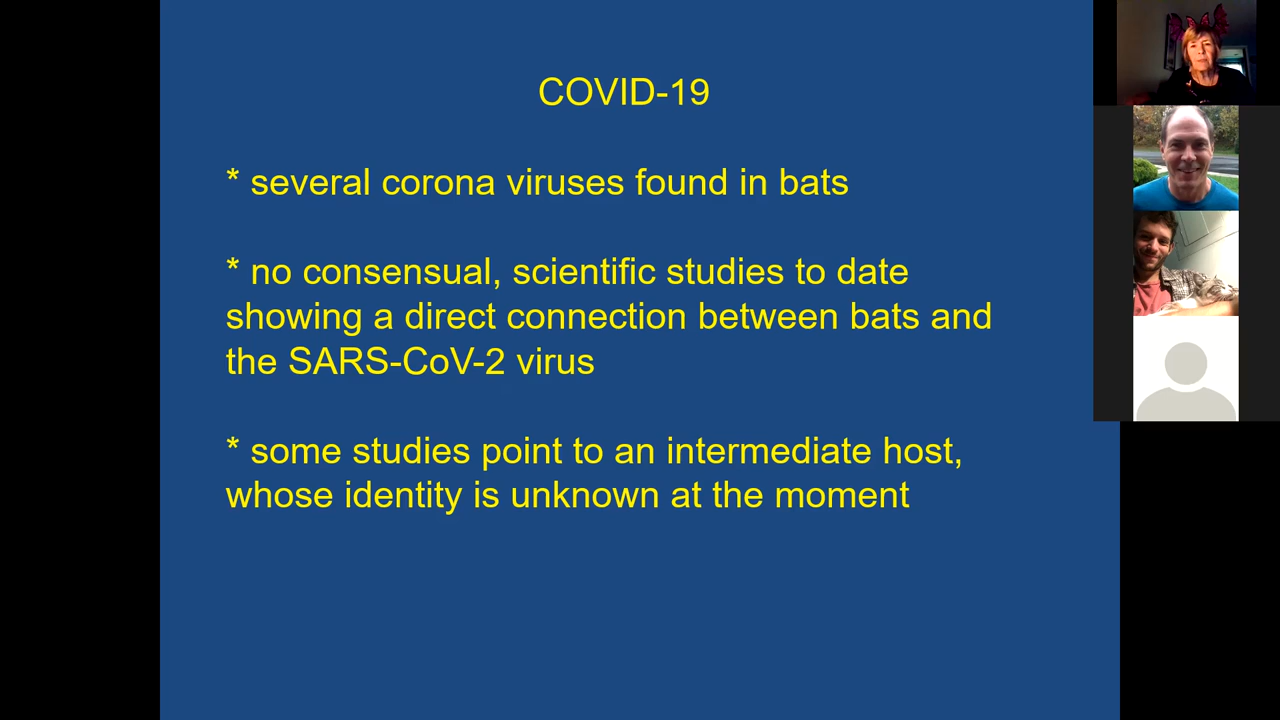 COVID-19
* several corona viruses found in bats
* no consensual, scientific studies to date
showing a direct connection between bats and
the SARS-CoV-2 virus
* some studies point to an intermediate host,
whose identity is unknown at the moment